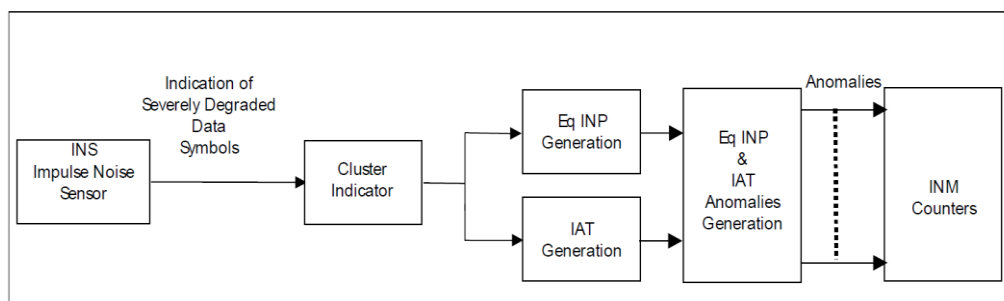 Indication of
Severely Degraded
Data
Symbols
INS
Impulse Noise
Sensor
Cluster
Indicator
Eq INP
Generation
IAT
Generation
Eq INP
&
IAT
Anomalies
Generation
Anomalies
INM
Counters